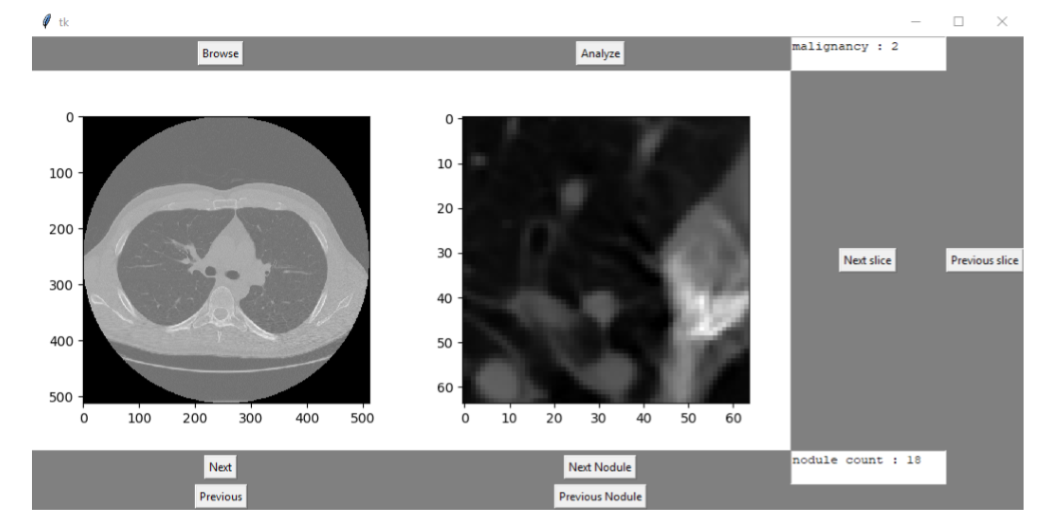 tk
Browse
Analyze
malignancy : 2
0
100
200
300
400
500
0 100 200 300 400 500
0
10
20
30
40
50
60
0 10 20 30 40 50 60
Next slice
Previous slice
Next
Next Nodule
nodule count : 18
Previous
Previous Nodule